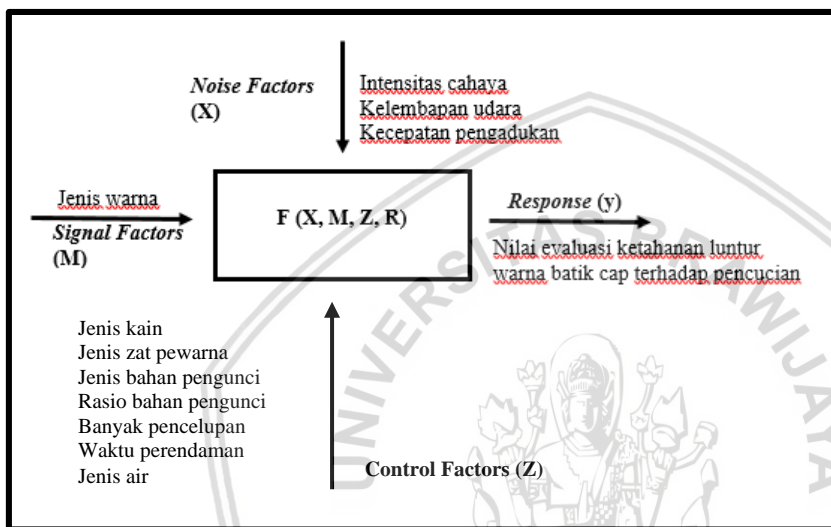 Noise Factors
(X)
Intensitas cahaya
Kelembapan udara
Kecepatan pengadukan
Jenis warna
Signal Factors
(M)
F (X, M, Z, R)
Response (y)
Nilai evaluasi ketahanan luntur
warna batik cap terhadap pencucian
Jenis kain
Jenis zat pewarna
Jenis bahan pengunci
Rasio bahan pengunci
Banyak pencelupan
Waktu perendaman
Jenis air
Control Factors (Z)
UNIVERSITAS BRAWIJAYA